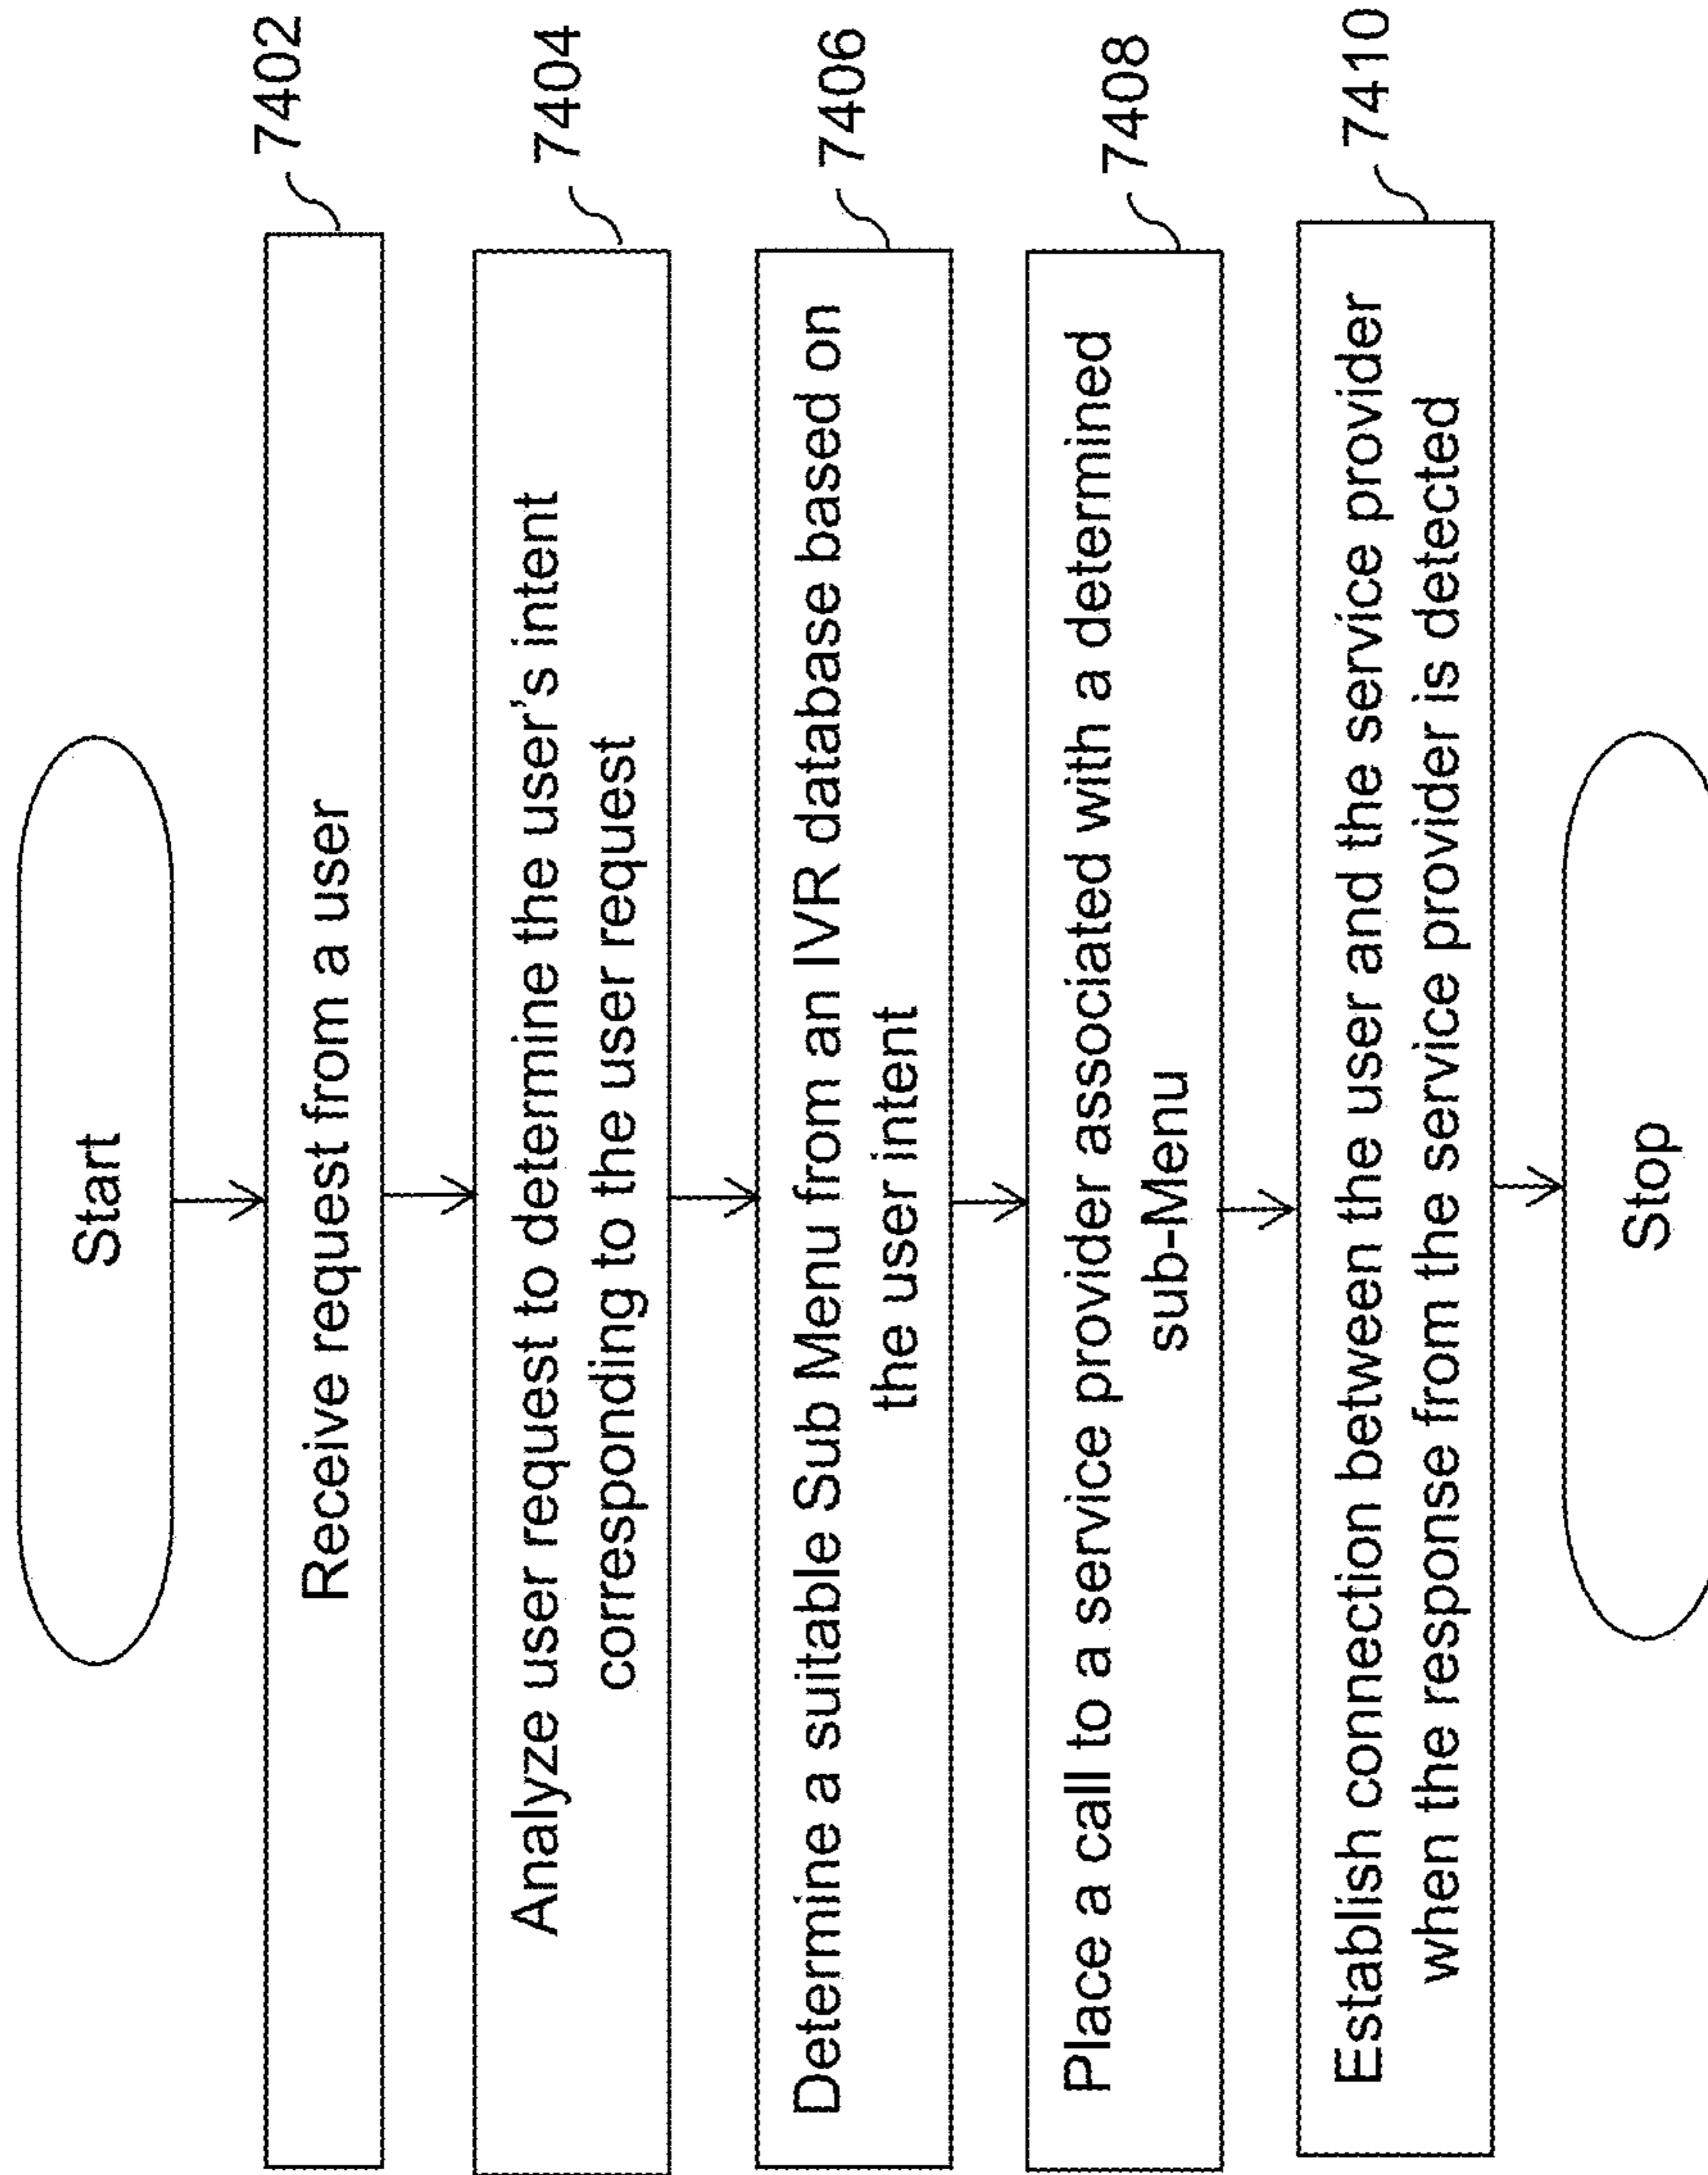 Start
Receive request from a user
7402
Analyze user request to determine the user's intent
corresponding to the user request
7404
Determine a suitable Sub Menu from an IVR database based on
the user intent
7406
Place a call to a service provider associated with a determined
sub-Menu
7408
Establish connection between the user and the service provider
when the response from the service provider is detected
7410
Stop